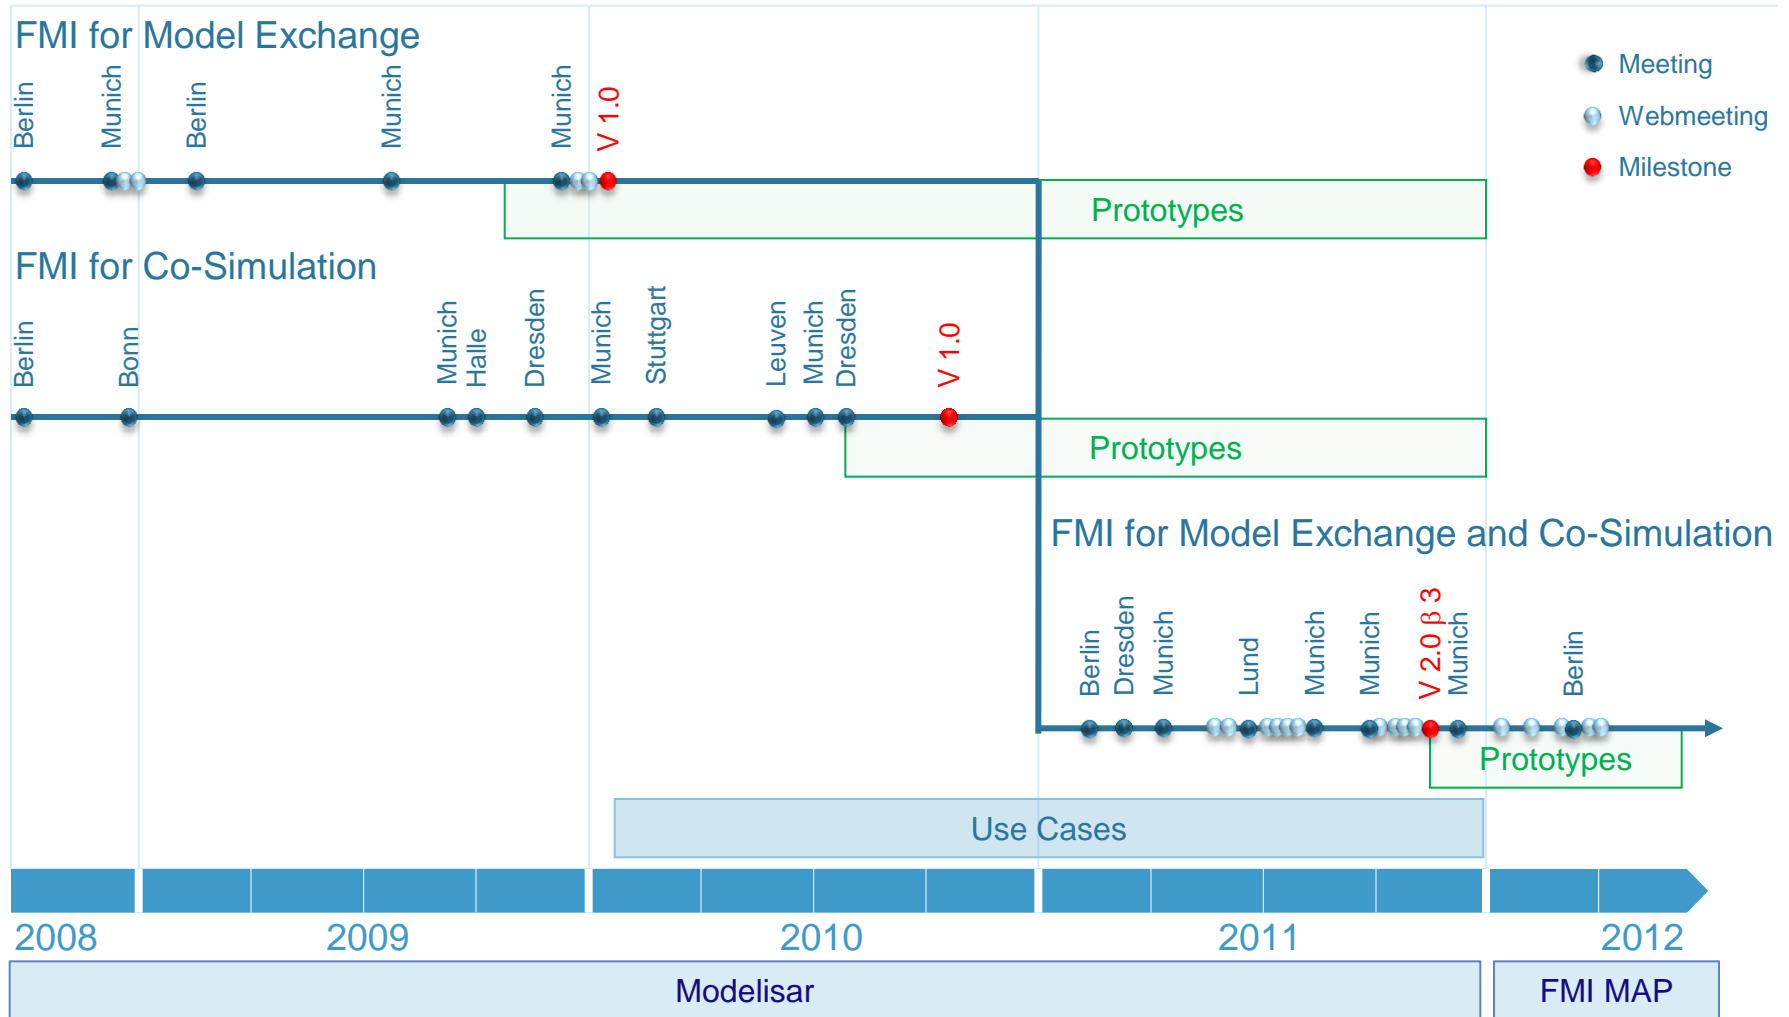 FMI for Model Exchange
Meeting
Webmeeting
Milestone
Berlin
Munich
Berlin
Munich
Munich
V 1.0
Prototypes
FMI for Co-Simulation
Berlin
Bonn
Munich
Halle
Dresden
Munich
Stuttgart
Leuven
Munich
Dresden
V 1.0
Prototypes
FMI for Model Exchange and Co-Simulation
Berlin
Dresden
Munich
Lund
Munich
Munich
V 2.0 β 3
Munich
Berlin
Prototypes
Use Cases
2008
2009
2010
2011
2012
Modelisar
FMI MAP